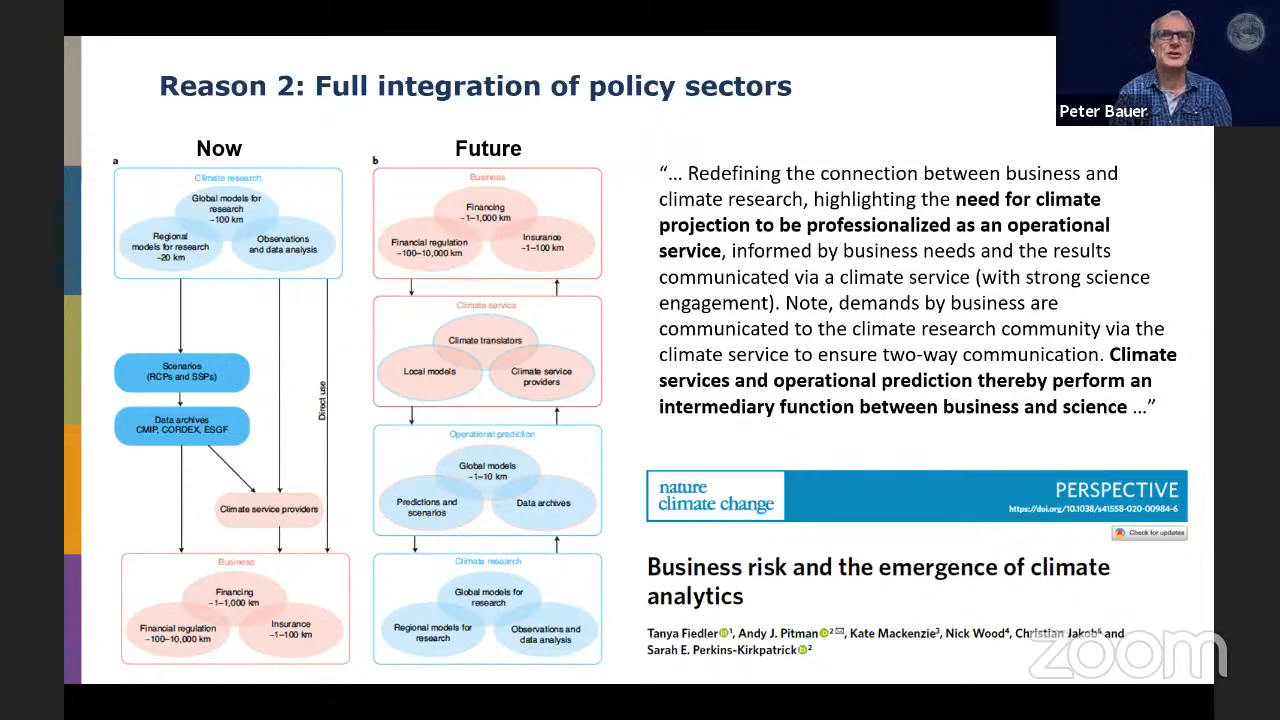 Reason 2: Full integration of policy sectors
Peter Bauer
Now
a
Climate research
Global models for
research
~100 km
Regional
models for research
~20 km
Observations
and data analysis
Scenarios
(RCPs and SSPs)
Data archives
CMIP, CORDEX, ESGF
Direct use
Climate service providers
Business
Financing
~1–1,000 km
Financial regulation
~100–10,000 km
Insurance
~1–100 km
Future
b
Business
Financing
~1–1,000 km
Financial regulation
~100–10,000 km
Insurance
~1–100 km
Climate service
Climate translators
Local models
Climate service
providers
Operational prediction
Global models
~1–10 km
Predictions and
scenarios
Data archives
Climate research
Global models for
research
Regional models for
research
Observations and
data analysis
“... Redefining the connection between business and
climate research, highlighting the need for climate
projection to be professionalized as an operational
service, informed by business needs and the results
communicated via a climate service (with strong science
engagement). Note, demands by business are
communicated to the climate research community via the
climate service to ensure two-way communication. Climate
services and operational prediction thereby perform an
intermediary function between business and science ...”
nature
climate change
PERSPECTIVE
https://doi.org/10.1038/s41558-020-00984-6
Check for updates
Business risk and the emergence of climate
analytics
Tanya Fiedler 1, Andy J. Pitman 2, Kate Mackenzie3, Nick Wood4, Christian Jakob5 and
Sarah E. Perkins-Kirkpatrick 2
zoom